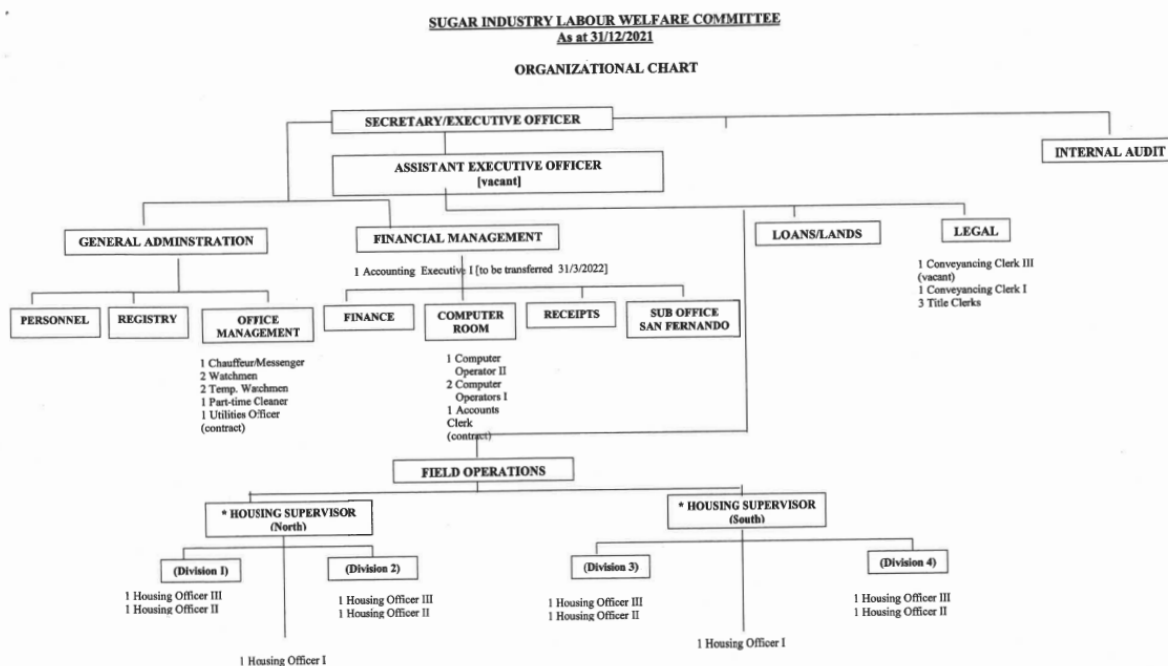 SUGAR INDUSTRY LABOUR WELFARE COMMITTEE
As at 31/12/2021
ORGANIZATIONAL CHART
SECRETARY/EXECUTIVE OFFICER
INTERNAL AUDIT
ASSISTANT EXECUTIVE OFFICER
[vacant]
GENERAL ADMINSTRATION
FINANCIAL MANAGEMENT
LOANS/LANDS
LEGAL
1 Accounting Executive I [to be transferred 31/3/2022]
1 Conveyancing Clerk III
(vacant)
1 Conveyancing Clerk I
3 Title Clerks
PERSONNEL
REGISTRY
OFFICE
MANAGEMENT
FINANCE
COMPUTER
ROOM
RECEIPTS
SUB OFFICE
SAN FERNANDO
1 Chauffeur/Messenger
2 Watchmen
2 Temp. Watchmen
1 Part-time Cleaner
1 Utilities Officer
(contract)
1 Computer
Operator II
2 Computer
Operators I
1 Accounts
Clerk
(contract)
FIELD OPERATIONS
* HOUSING SUPERVISOR
(North)
* HOUSING SUPERVISOR
(South)
(Division I)
(Division 2)
(Division 3)
(Division 4)
1 Housing Officer III
1 Housing Officer II
1 Housing Officer III
1 Housing Officer II
1 Housing Officer III
1 Housing Officer II
1 Housing Officer III
1 Housing Officer II
1 Housing Officer I
1 Housing Officer I